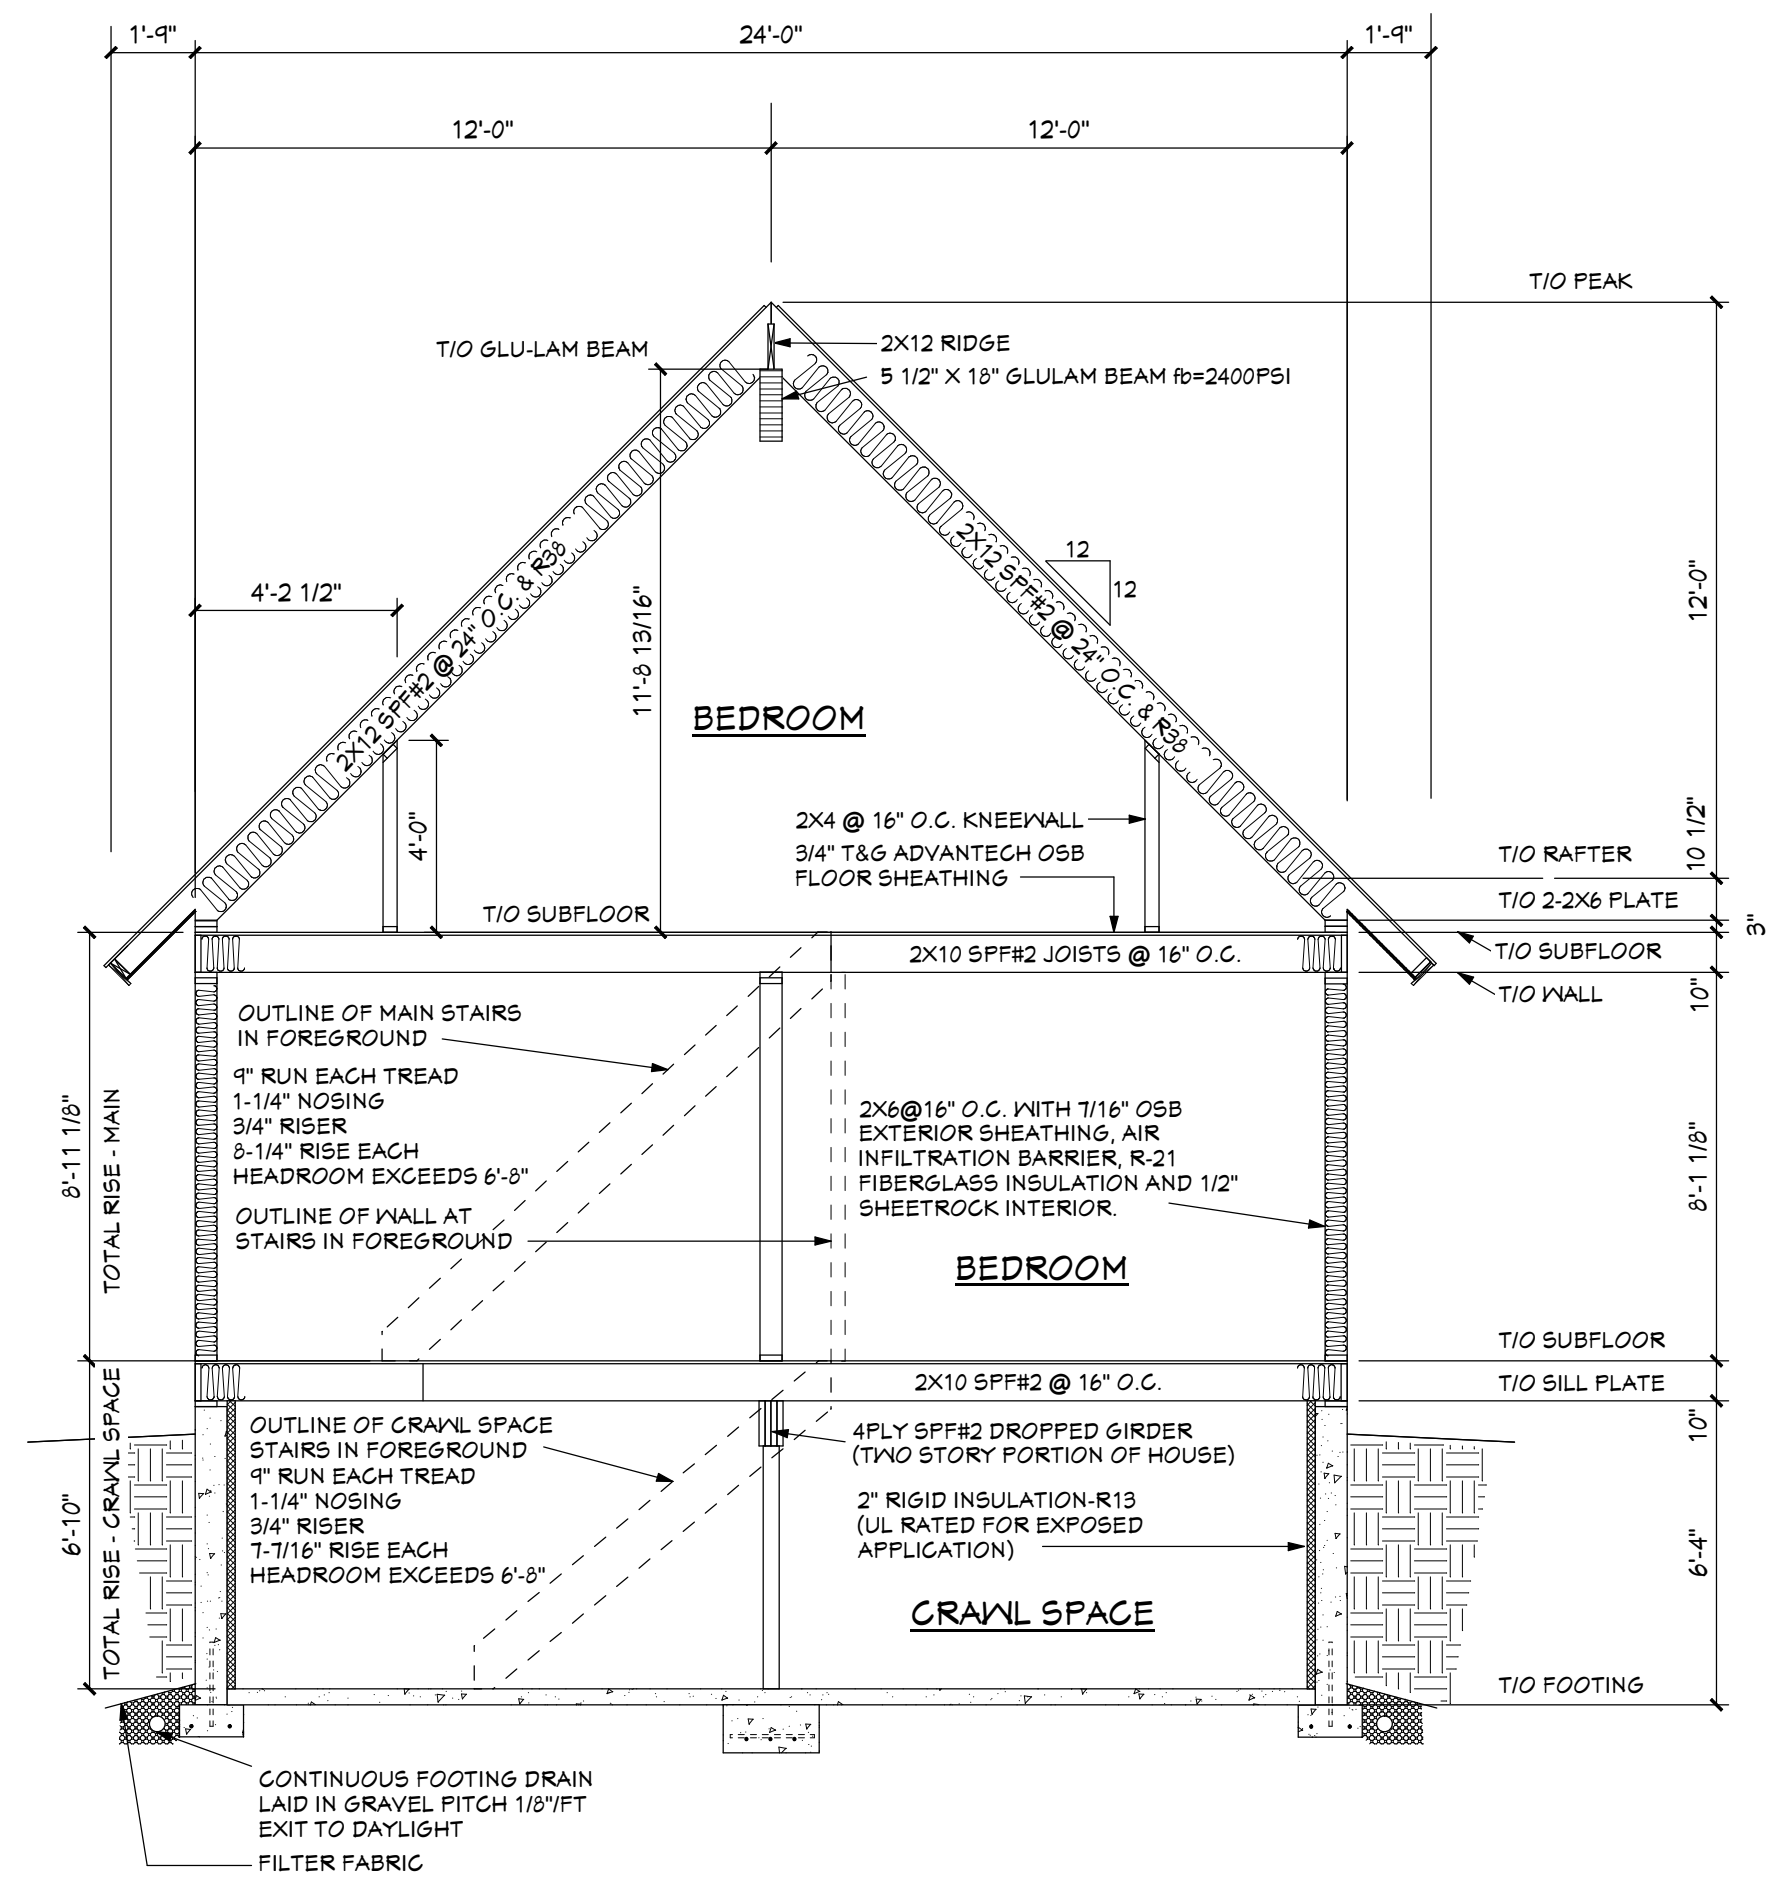 1'-9"
24'-0"
1'-9"
12'-0"
12'-0"
T/O PEAK
T/O GLU-LAM BEAM
2X12 RIDGE
5 1/2" X 18" GLULAM BEAM fb=2400PSI
12
12
2X12 SPF#2 @ 24" O.C. & R38
2X12 SPF#2 @ 24" O.C. & R38
4'-2 1/2"
11'-8 13/16"
12'-0"
BEDROOM
4'-0"
2X4 @ 16" O.C. KNEEWALL
3/4" T&G ADVANTECH OSB
FLOOR SHEATHING
10 1/2"
T/O RAFTER
T/O 2-2X6 PLATE
3"
T/O SUBFLOOR
T/O SUBFLOOR
2X10 SPF#2 JOISTS @ 16" O.C.
T/O WALL
10"
OUTLINE OF MAIN STAIRS
IN FOREGROUND
9" RUN EACH TREAD
1-1/4" NOSING
3/4" RISER
8-1/4" RISE EACH
HEADROOM EXCEEDS 6'-8"
OUTLINE OF WALL AT
STAIRS IN FOREGROUND
8'-11 1/8"
TOTAL RISE - MAIN
2X6@16" O.C. WITH 7/16" OSB
EXTERIOR SHEATHING, AIR
INFILTRATION BARRIER, R-21
FIBERGLASS INSULATION AND 1/2"
SHEETROCK INTERIOR.
8'-1 1/8"
BEDROOM
T/O SUBFLOOR
T/O SILL PLATE
2X10 SPF#2 @ 16" O.C.
10"
OUTLINE OF CRAWL SPACE
STAIRS IN FOREGROUND
9" RUN EACH TREAD
1-1/4" NOSING
3/4" RISER
7-7/16" RISE EACH
HEADROOM EXCEEDS 6'-8"
6'-10"
TOTAL RISE - CRAWL SPACE
4PLY SPF#2 DROPPED GIRDER
(TWO STORY PORTION OF HOUSE)
2" RIGID INSULATION-R13
(UL RATED FOR EXPOSED
APPLICATION)
6'-4"
CRAWL SPACE
T/O FOOTING
CONTINUOUS FOOTING DRAIN
LAID IN GRAVEL PITCH 1/8"/FT
EXIT TO DAYLIGHT
FILTER FABRIC